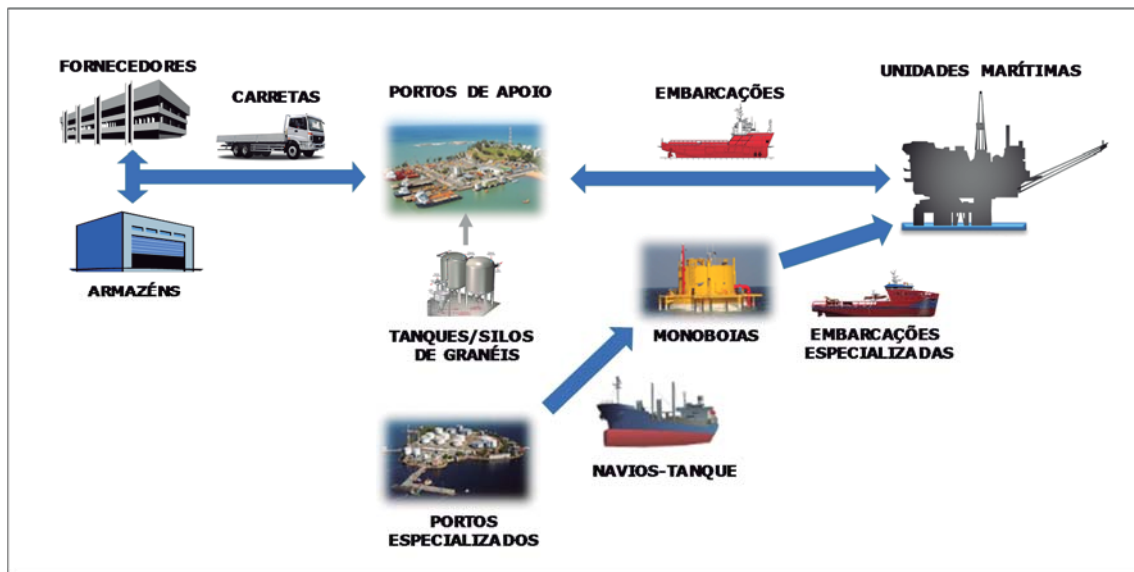 FORNECEDORES
CARRETAS
PORTOS DE APOIO
EMBARCAÇÕES
UNIDADES MARÍTIMAS
ARMAZÉNS
TANQUES/SILOS
DE GRANÉIS
MONOBOIAS
EMBARCAÇÕES
ESPECIALIZADAS
NAVIOS-TANQUE
PORTOS
ESPECIALIZADOS